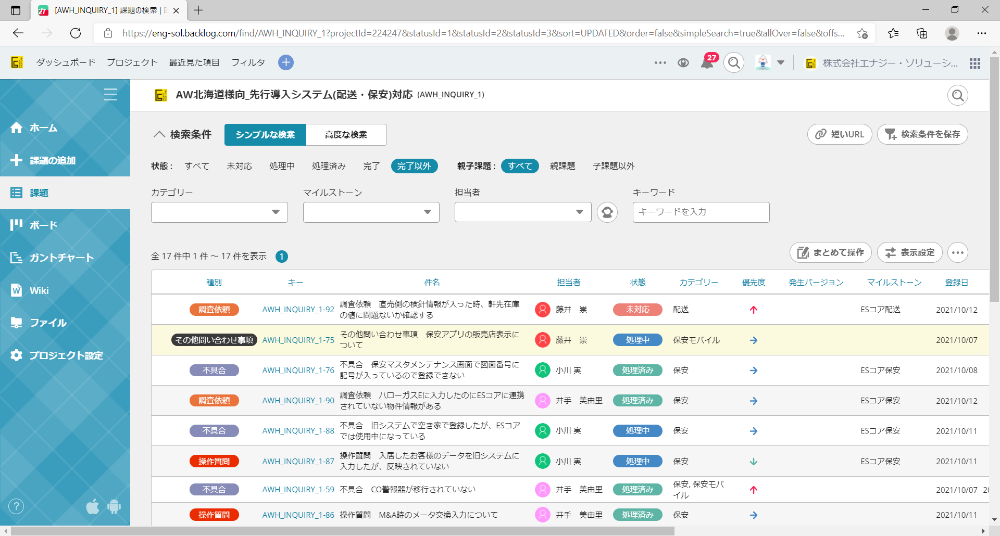 [AWH_INQUIRY_1] 課題の検索 | B
https://eng-sol.backlog.com/find/AWH_INQUIRY_1?projectId=224247&statusId=1&statusId=2&statusId=3&sort=UPDATED&order=false&simpleSearch=true&allOver=false&offs...
ダッシュボード プロジェクト 最近見た項目 フィルタ 27 株式会社エナジー・ソリューシ...
AW北海道様向_先行導入システム(配送・保安)対応 (AWH_INQUIRY_1)
ホーム
課題の追加
課題
ボード
ガントチャート
Wiki
ファイル
プロジェクト設定
検索条件 シンプルな検索 高度な検索 短いURL 検索条件を保存
状態 : すべて 未対応 処理中 処理済み 完了 完了以外 親子課題 : すべて 親課題 子課題以外
カテゴリー マイルストーン 担当者 キーワード
キーワードを入力
全 17 件中 1 件 ～ 17 件を表示 1 まとめて操作 表示設定
種別 キー 件名 担当者 状態 カテゴリー 優先度 発生バージョン マイルストーン 登録日
調査依頼 AWH_INQUIRY_1-92 調査依頼　直売側の検針情報が入った時、軒先在庫
の値に問題ないか確認する 藤井　崇 未対応 配送 ESコア配送 2021/10/12
その他問い合わせ事項 AWH_INQUIRY_1-75 その他問い合わせ事項　保安アプリの販売店表示に
ついて 藤井　崇 処理中 保安モバイル 2021/10/07
不具合 AWH_INQUIRY_1-76 不具合　保安マスタメンテナンス画面で図面番号に
記号が入っているので登録できない 小川 実 処理済み 保安 ESコア保安 2021/10/08
調査依頼 AWH_INQUIRY_1-90 調査依頼　ハローガスEに入力したのにESコアに連携
されていない物件情報がある 井手　美由里 処理済み 保安 ESコア保安 2021/10/12
不具合 AWH_INQUIRY_1-88 不具合　旧システムで空き家で登録したが、ESコア
では使用中になっている 小川 実 処理中 保安 ESコア保安 2021/10/11
操作質問 AWH_INQUIRY_1-87 操作質問　入居したお客様のデータを旧システムに
入力したが、反映されていない 小川 実 処理中 保安 ESコア保安 2021/10/11
不具合 AWH_INQUIRY_1-59 不具合　CO警報器が移行されていない 井手　美由里 処理済み 保安, 保安モバ
イル 2021/10/07 20
操作質問 AWH_INQUIRY_1-86 操作質問　M&A時のメータ交換入力について 井手　美由里 処理済み 保安 2021/10/11